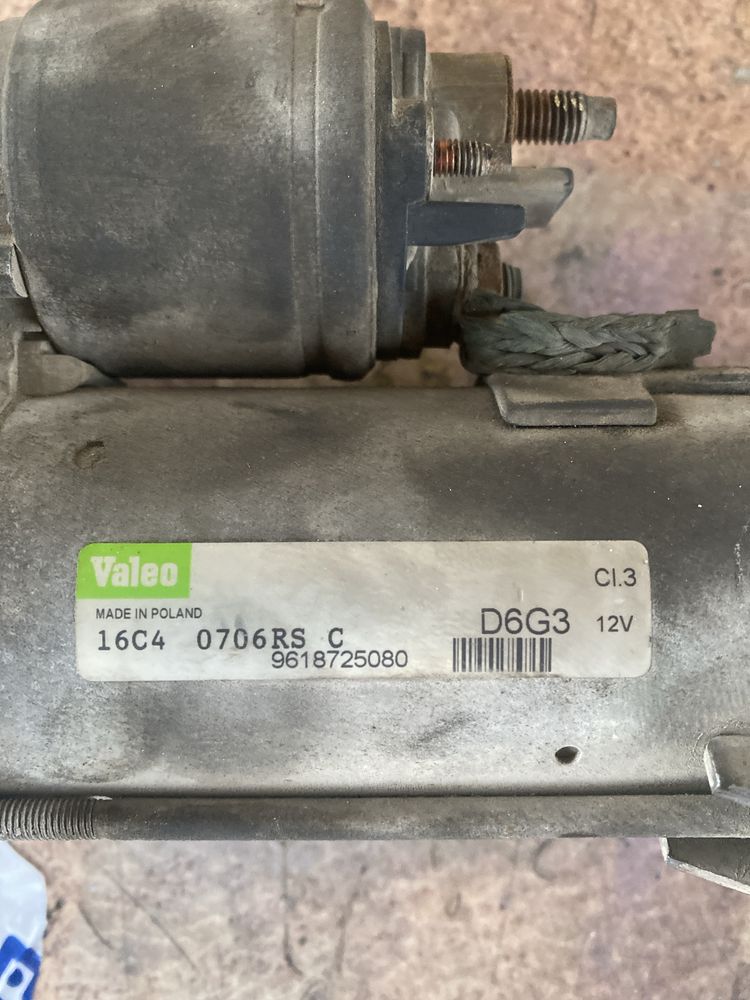 Valeo
Cl.3
MADE IN POLAND
D6G3 12V
16C4 0706RS C
9618725080